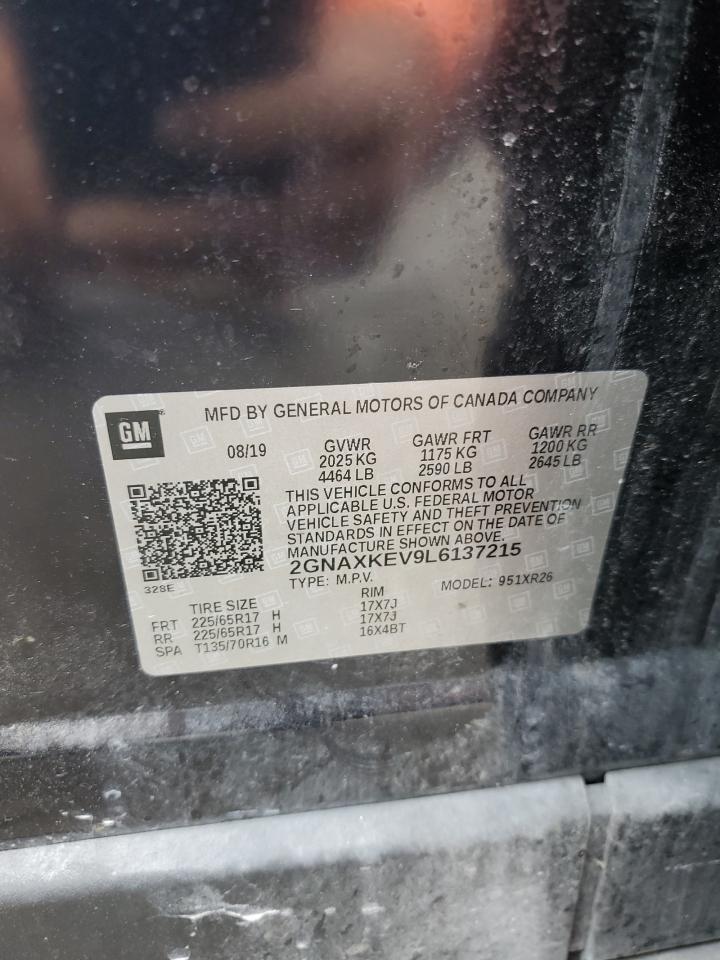 GM
MFD BY GENERAL MOTORS OF CANADA COMPANY
08/19 GVWR GAWR FRT GAWR RR
2025 KG 1175 KG 1200 KG
4464 LB 2590 LB 2645 LB
THIS VEHICLE CONFORMS TO ALL
APPLICABLE U.S. FEDERAL MOTOR
VEHICLE SAFETY AND THEFT PREVENTION
STANDARDS IN EFFECT ON THE DATE OF
MANUFACTURE SHOWN ABOVE.
2GNAXKEV9L6137215
TYPE: M.P.V. MODEL: 951XR26
328E
TIRE SIZE RIM
FRT 225/65R17 H 17X7J
RR 225/65R17 H 17X7J
SPA T135/70R16 M 16X4BT